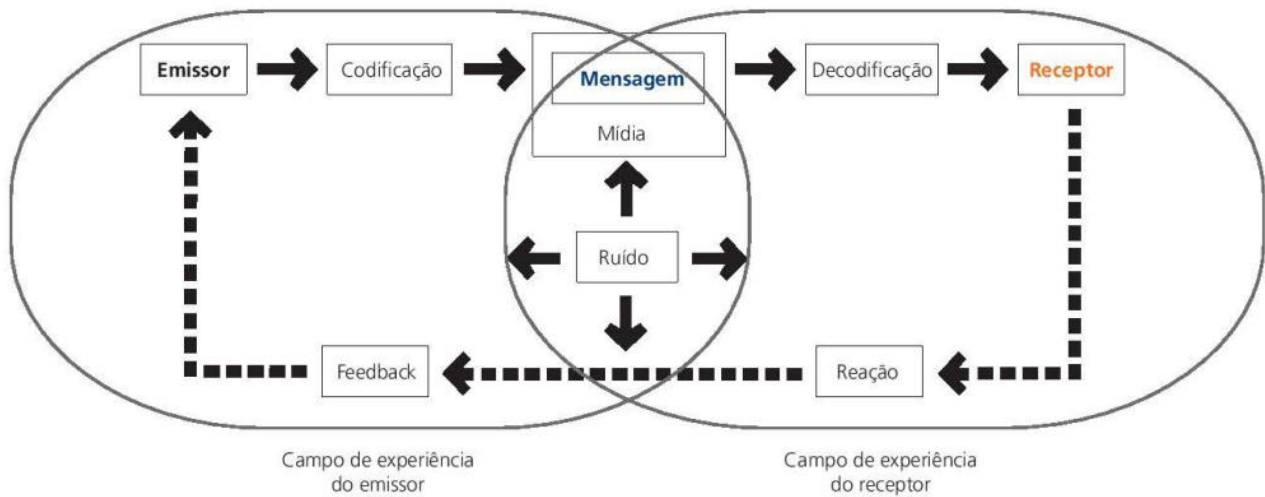 Emissor
Codificação
Mensagem
Mídia
Decodificação
Receptor
Ruído
Feedback
Reação
Campo de experiência
do emissor
Campo de experiência
do receptor